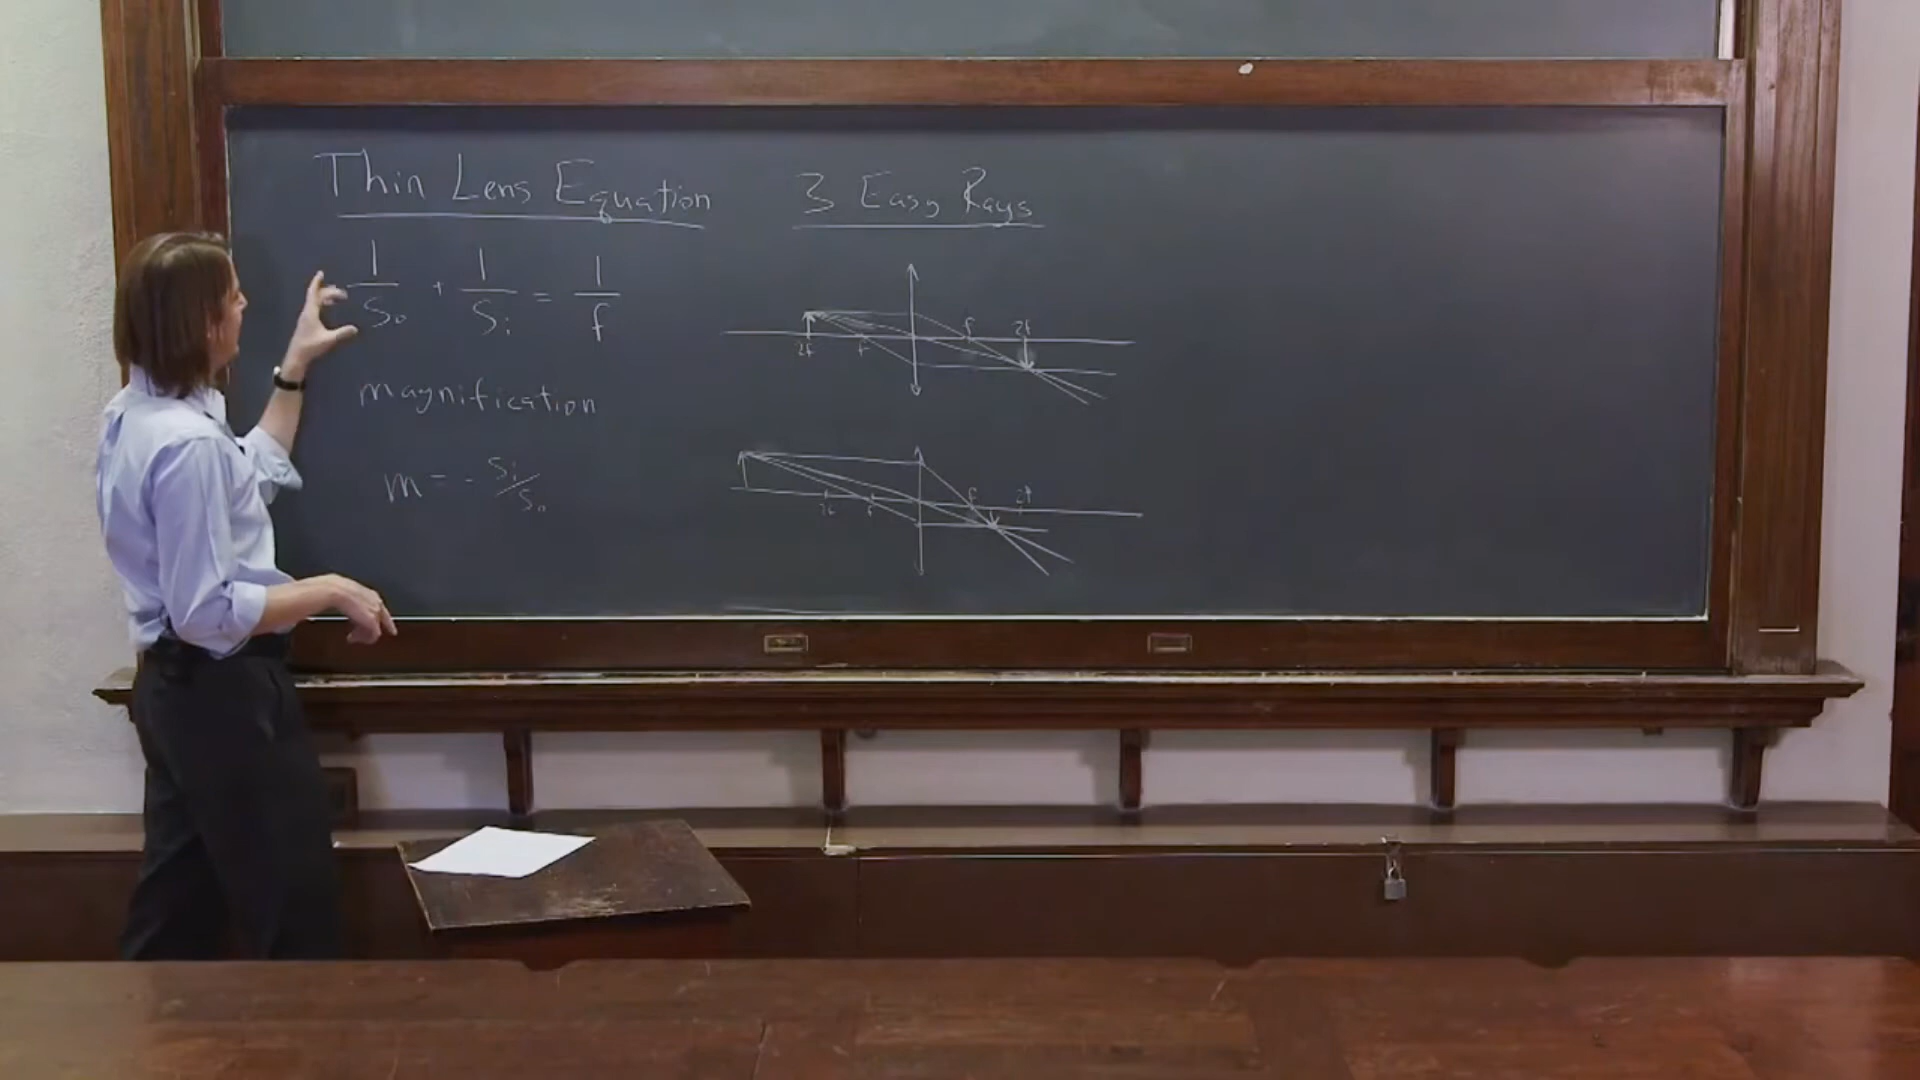 Thin Lens Equation
1/So + 1/Si = 1/f
magnification
m = - Si/So
3 Easy Rays
f 2f
2f f
f 2f
2f f